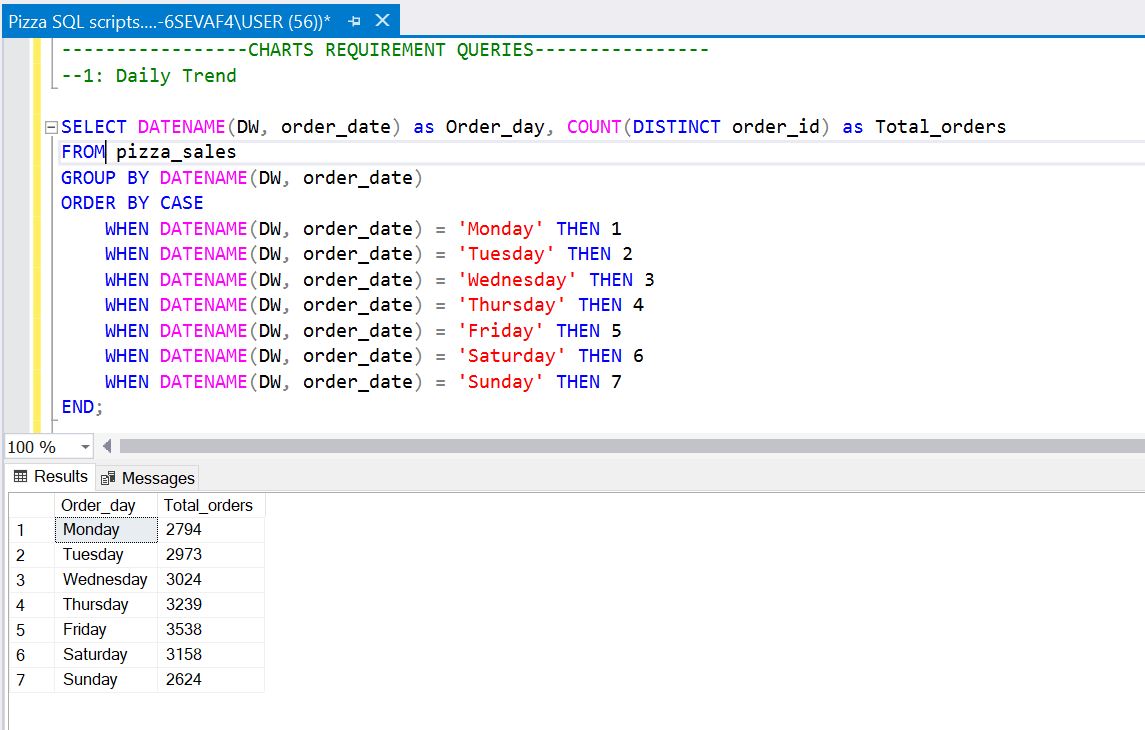 Pizza SQL scripts....-6SEVAF4\USER (56))*
-----------------CHARTS REQUIREMENT QUERIES----------------
--1: Daily Trend
SELECT DATENAME(DW, order_date) as Order_day, COUNT(DISTINCT order_id) as Total_orders
FROM pizza_sales
GROUP BY DATENAME(DW, order_date)
ORDER BY CASE
    WHEN DATENAME(DW, order_date) = 'Monday' THEN 1
    WHEN DATENAME(DW, order_date) = 'Tuesday' THEN 2
    WHEN DATENAME(DW, order_date) = 'Wednesday' THEN 3
    WHEN DATENAME(DW, order_date) = 'Thursday' THEN 4
    WHEN DATENAME(DW, order_date) = 'Friday' THEN 5
    WHEN DATENAME(DW, order_date) = 'Saturday' THEN 6
    WHEN DATENAME(DW, order_date) = 'Sunday' THEN 7
END;
100 %
Results Messages
Order_day Total_orders
1 Monday 2794
2 Tuesday 2973
3 Wednesday 3024
4 Thursday 3239
5 Friday 3538
6 Saturday 3158
7 Sunday 2624